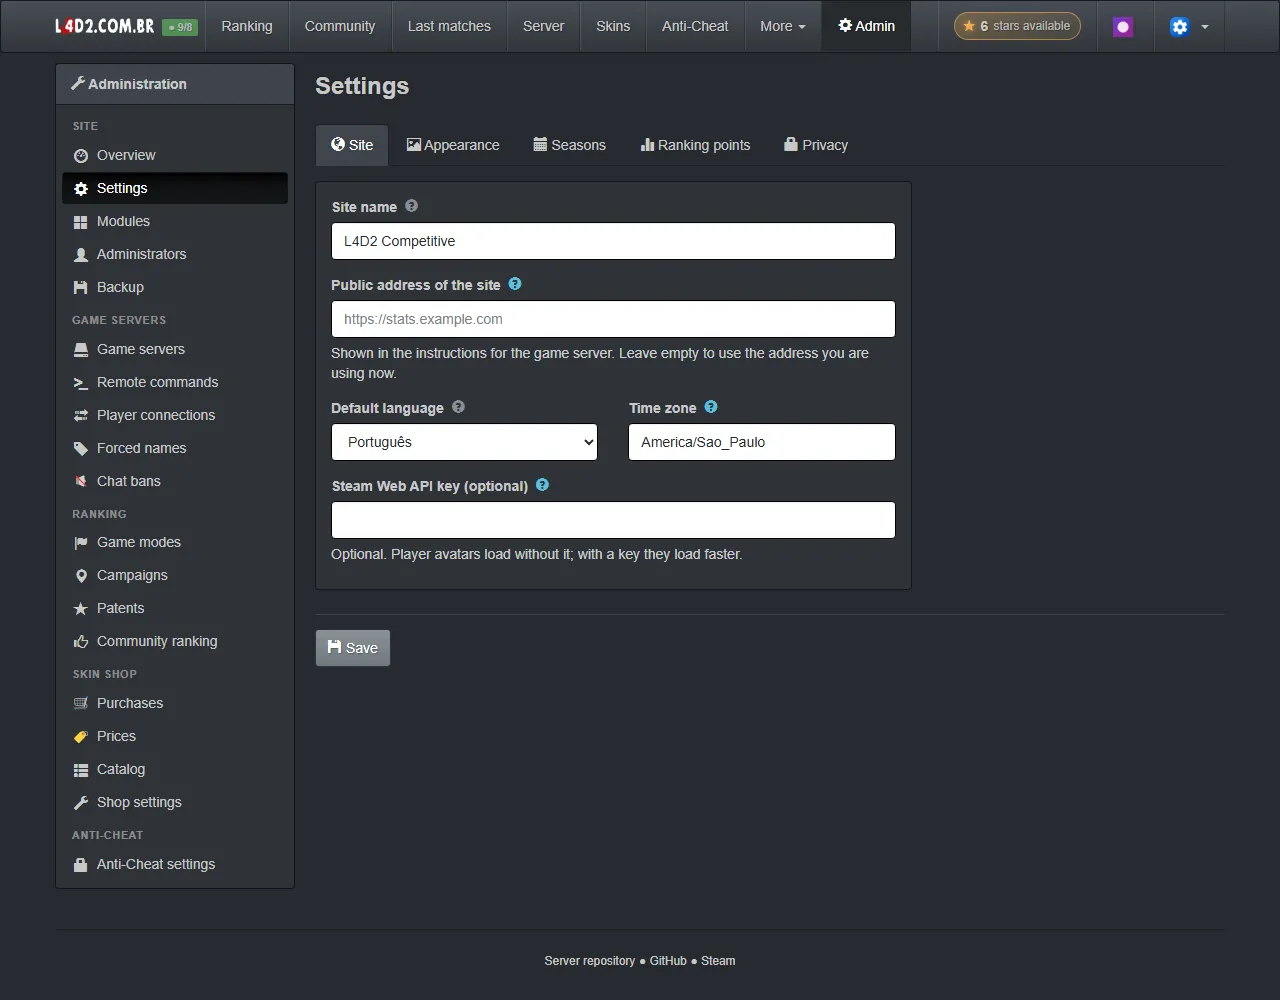 L4D2.COM.BR
● 9/8
Ranking
Community
Last matches
Server
Skins
Anti-Cheat
More
Admin
★ 6 stars available
Administration
SITE
Overview
Settings
Modules
Administrators
Backup
GAME SERVERS
Game servers
Remote commands
Player connections
Forced names
Chat bans
RANKING
Game modes
Campaigns
Patents
Community ranking
SKIN SHOP
Purchases
Prices
Catalog
Shop settings
ANTI-CHEAT
Anti-Cheat settings
Settings
Site
Appearance
Seasons
Ranking points
Privacy
Site name ?
L4D2 Competitive
Public address of the site ?
https://stats.example.com
Shown in the instructions for the game server. Leave empty to use the address you are
using now.
Default language ?
Português
Time zone ?
America/Sao_Paulo
Steam Web API key (optional) ?
Optional. Player avatars load without it; with a key they load faster.
Save
Server repository ● GitHub ● Steam